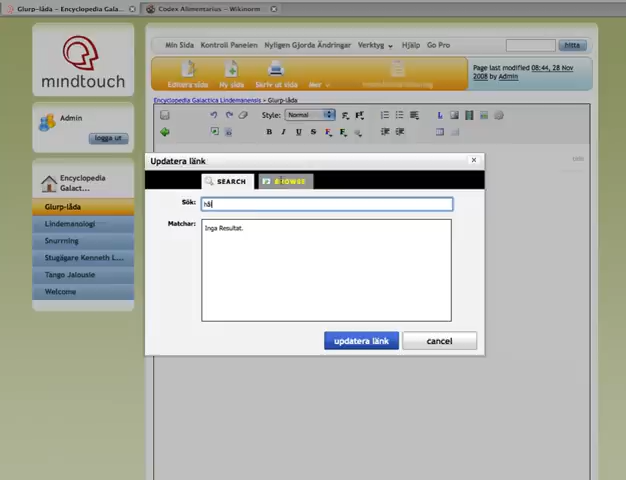 Glurp-låda – Encyclopedia Gala...
Codex Alimentarius – Wikinorm...
Min Sida Kontroll Panelen Nyligen Gjorda Ändringar Verktyg Hjälp Go Pro
hitta
mindtouch
Editera sida Ny sida Skriv ut sida Mer
Page last modified 08:44, 28 Nov
2008 by Admin
Encyclopedia Galactica Lindemanensis > Glurp-låda
Admin
logga ut
Style: Normal
B I U S
Encyclopedia
Galact...
Glurp-låda
Lindemanologi
Snurrning
Stugägare Kenneth L...
Tango Jalousie
Welcome
Updatera länk
SEARCH BROWSE
Sök: häl
Matchar: Inga Resultat.
updatera länk cancel